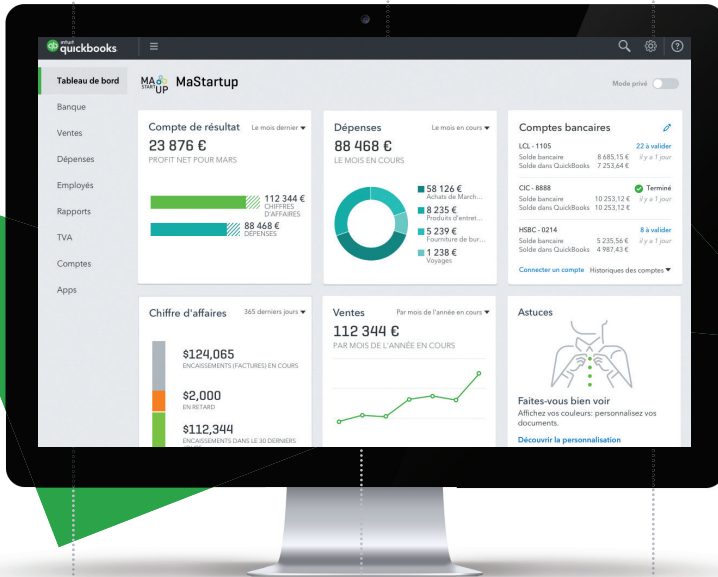 intuit
quickbooks.
Tableau de bord
Banque
Ventes
Dépenses
Employés
Rapports
TVA
Comptes
Apps
MA
START
UP
MaStartup
Mode privé
Compte de résultat
Le mois dernier
23 876 €
PROFIT NET POUR MARS
112 344 €
CHIFFRES
D'AFFAIRES
88 468 €
DÉPENSES
Dépenses
Le mois en cours
88 468 €
LE MOIS EN COURS
58 126 €
Achats de March...
8 235 €
Produits d'entret...
5 239 €
Fourniture de bur...
1 238 €
Voyages
Comptes bancaires
LCL - 1105
22 à valider
Solde bancaire 8 685,15 € il y a 1 jour
Solde dans QuickBooks 7 253,64 €
CIC - 8888
Terminé
Solde bancaire 10 253,12 € il y a 1 jour
Solde dans QuickBooks 10 253,12 €
HSBC - 0214
8 à valider
Solde bancaire 5 235,56 € il y a 1 jour
Solde dans QuickBooks 4 987,43 €
Connecter un compte Historiques des comptes
Chiffre d'affaires
365 derniers jours
$124,065
ENCAISSEMENTS (FACTURES) EN COURS
$2,000
EN RETARD
$112,344
ENCAISSEMENTS DANS LE 30 DERNIERS
Ventes
Par mois de l'année en cours
112 344 €
PAR MOIS DE L'ANNÉE EN COURS
Astuces
Faites-vous bien voir
Affichez vos couleurs: personnalisez vos
documents.
Découvrir la personnalisation